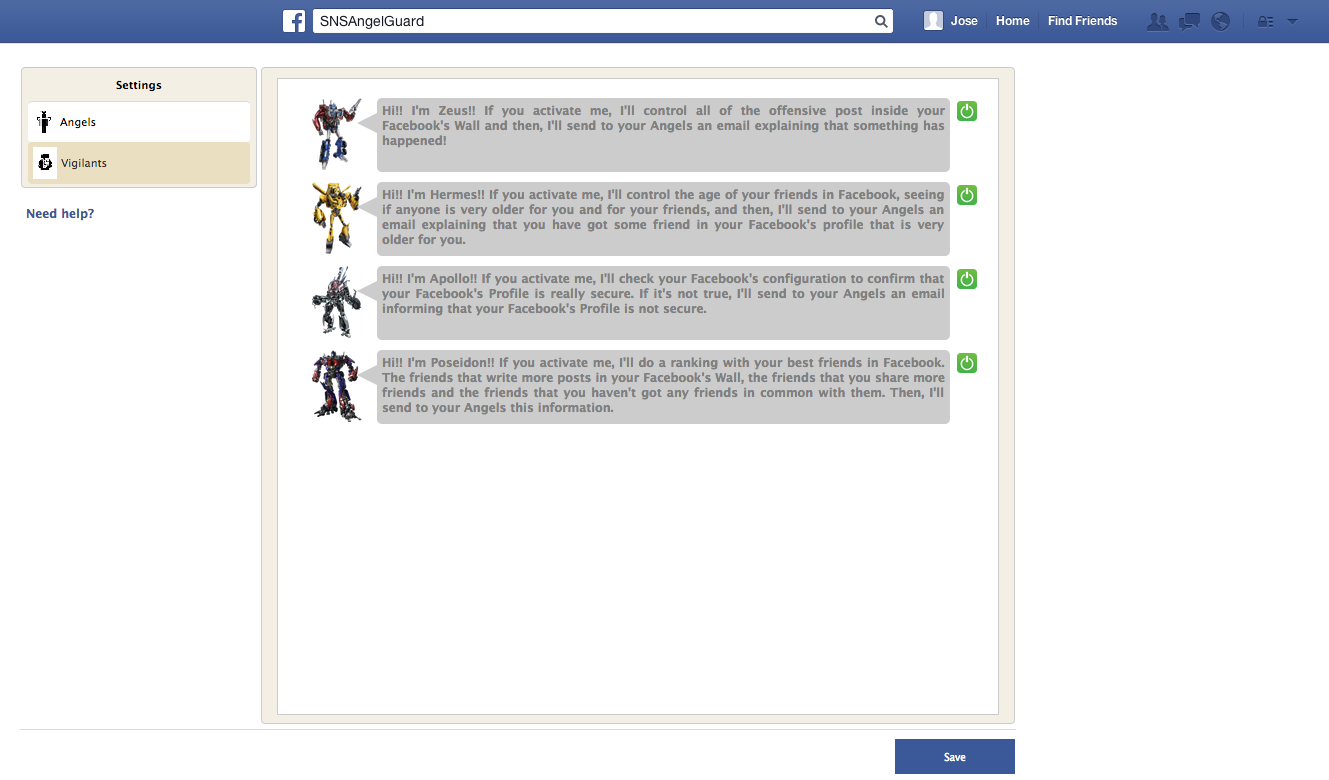 SNSAngelGuard
Jose
Home
Find Friends
Settings
Angels
Vigilants
Need help?
Hi!! I'm Zeus!! If you activate me, I'll control all of the offensive post inside your
Facebook's Wall and then, I'll send to your Angels an email explaining that something has
happened!
Hi!! I'm Hermes!! If you activate me, I'll control the age of your friends in Facebook, seeing
if anyone is very older for you and for your friends, and then, I'll send to your Angels an
email explaining that you have got some friend in your Facebook's profile that is very
older for you.
Hi!! I'm Apollo!! If you activate me, I'll check your Facebook's configuration to confirm that
your Facebook's Profile is really secure. If it's not true, I'll send to your Angels an email
informing that your Facebook's Profile is not secure.
Hi!! I'm Poseidon!! If you activate me, I'll do a ranking with your best friends in Facebook.
The friends that write more posts in your Facebook's Wall, the friends that you share more
friends and the friends that you haven't got any friends in common with them. Then, I'll
send to your Angels this information.
Save